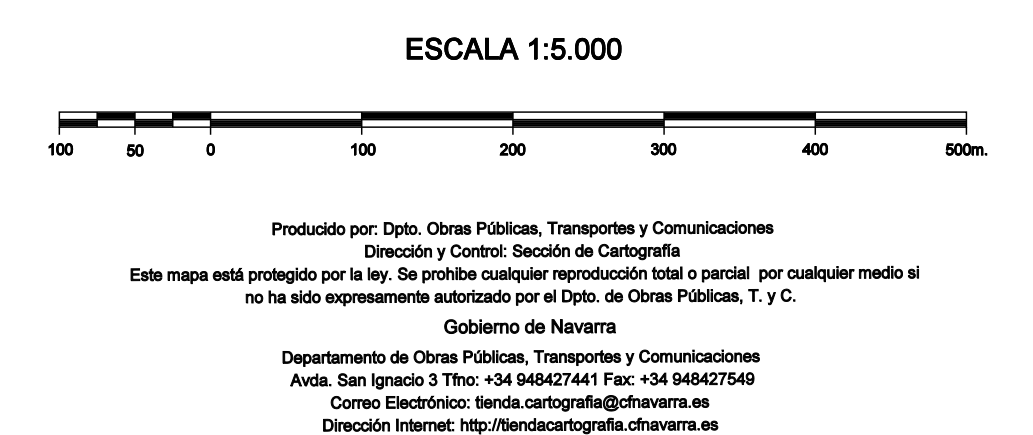 ESCALA 1:5.000
100 50 0 100 200 300 400 500m.
Producido por: Dpto. Obras Públicas, Transportes y Comunicaciones
Dirección y Control: Sección de Cartografía
Este mapa está protegido por la ley. Se prohibe cualquier reproducción total o parcial por cualquier medio si
no ha sido expresamente autorizado por el Dpto. de Obras Públicas, T. y C.
Gobierno de Navarra
Departamento de Obras Públicas, Transportes y Comunicaciones
Avda. San Ignacio 3 Tfno: +34 948427441 Fax: +34 948427549
Correo Electrónico: tienda.cartografia@cfnavarra.es
Dirección Internet: http://tiendacartografia.cfnavarra.es